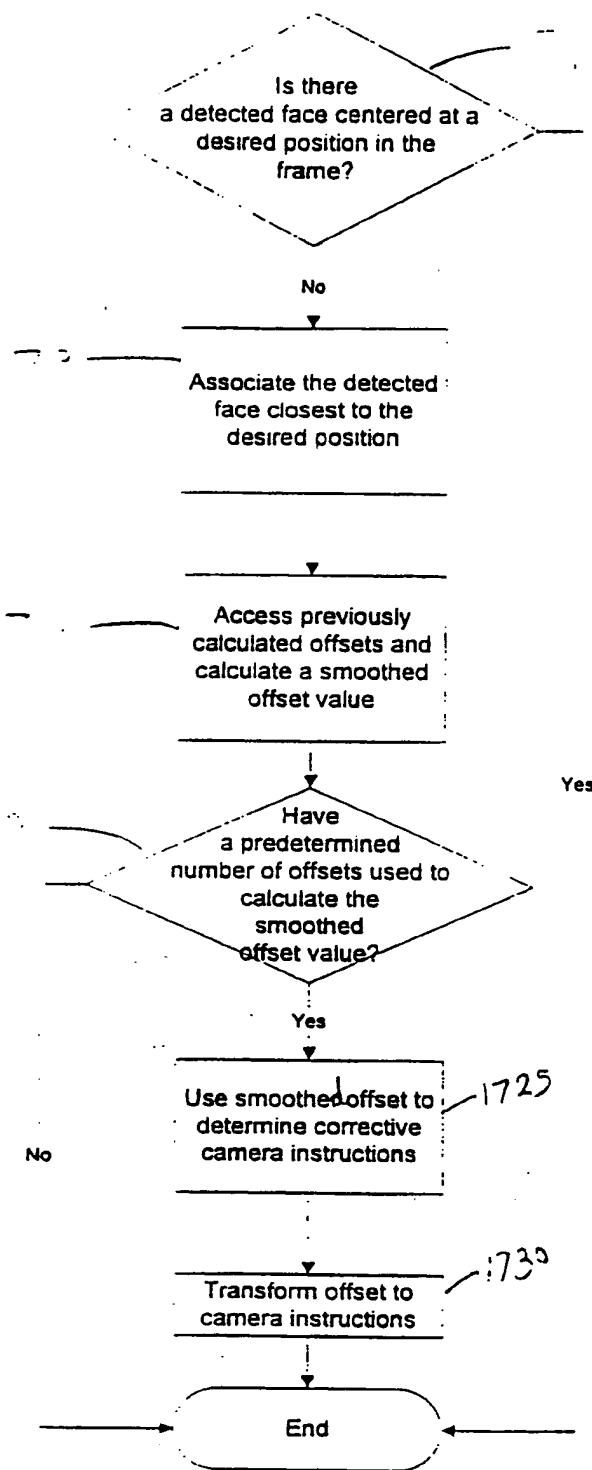 Is there
a detected face centered at a
desired position in the
frame?
No
Associate the detected
face closest to the
desired position
Access previously
calculated offsets and
calculate a smoothed
offset value
Yes
Have
a predetermined
number of offsets used to
calculate the
smoothed
offset value?
Yes
Use smoothed offset to
determine corrective
camera instructions
1725
No
Transform offset to
camera instructions
1730
End